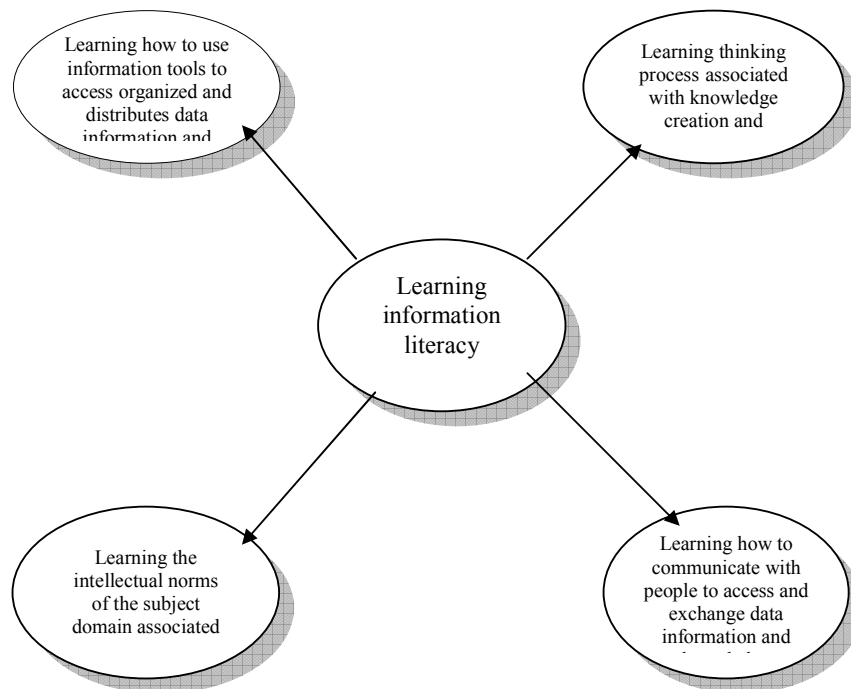 Learning how to use
information tools to
access organized and
distributes data
information and
Learning thinking
process associated
with knowledge
creation and
Learning
information
literacy
Learning the
intellectual norms
of the subject
domain associated
Learning how to
communicate with
people to access and
exchange data
information and